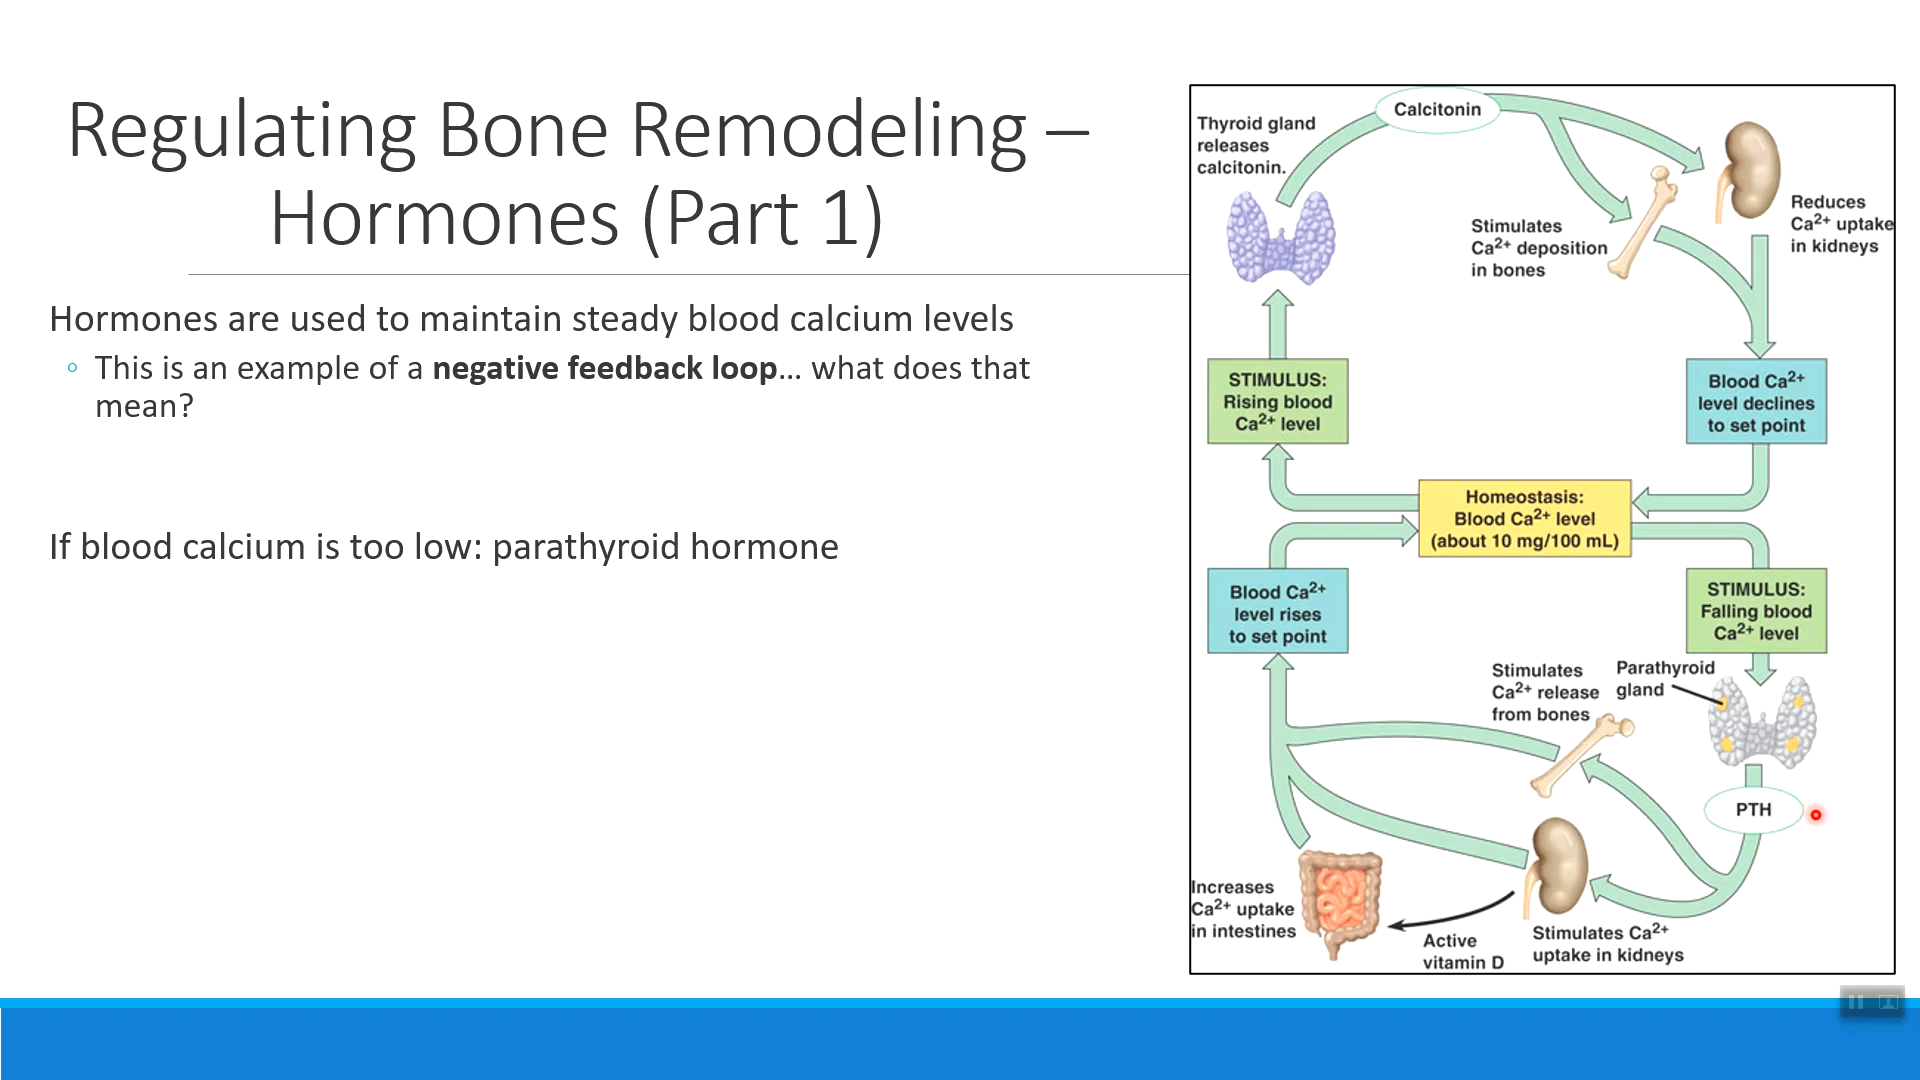 Regulating Bone Remodeling –
Hormones (Part 1)
Hormones are used to maintain steady blood calcium levels
◦ This is an example of a negative feedback loop… what does that
mean?
If blood calcium is too low: parathyroid hormone
Calcitonin
Thyroid gland
releases
calcitonin.
Stimulates
Ca²⁺ deposition
in bones
Reduces
Ca²⁺ uptake
in kidneys
STIMULUS:
Rising blood
Ca²⁺ level
Blood Ca²⁺
level declines
to set point
Homeostasis:
Blood Ca²⁺ level
(about 10 mg/100 mL)
Blood Ca²⁺
level rises
to set point
STIMULUS:
Falling blood
Ca²⁺ level
Stimulates
Ca²⁺ release
from bones
Parathyroid
gland
PTH
Increases
Ca²⁺ uptake
in intestines
Active
vitamin D
Stimulates Ca²⁺
uptake in kidneys